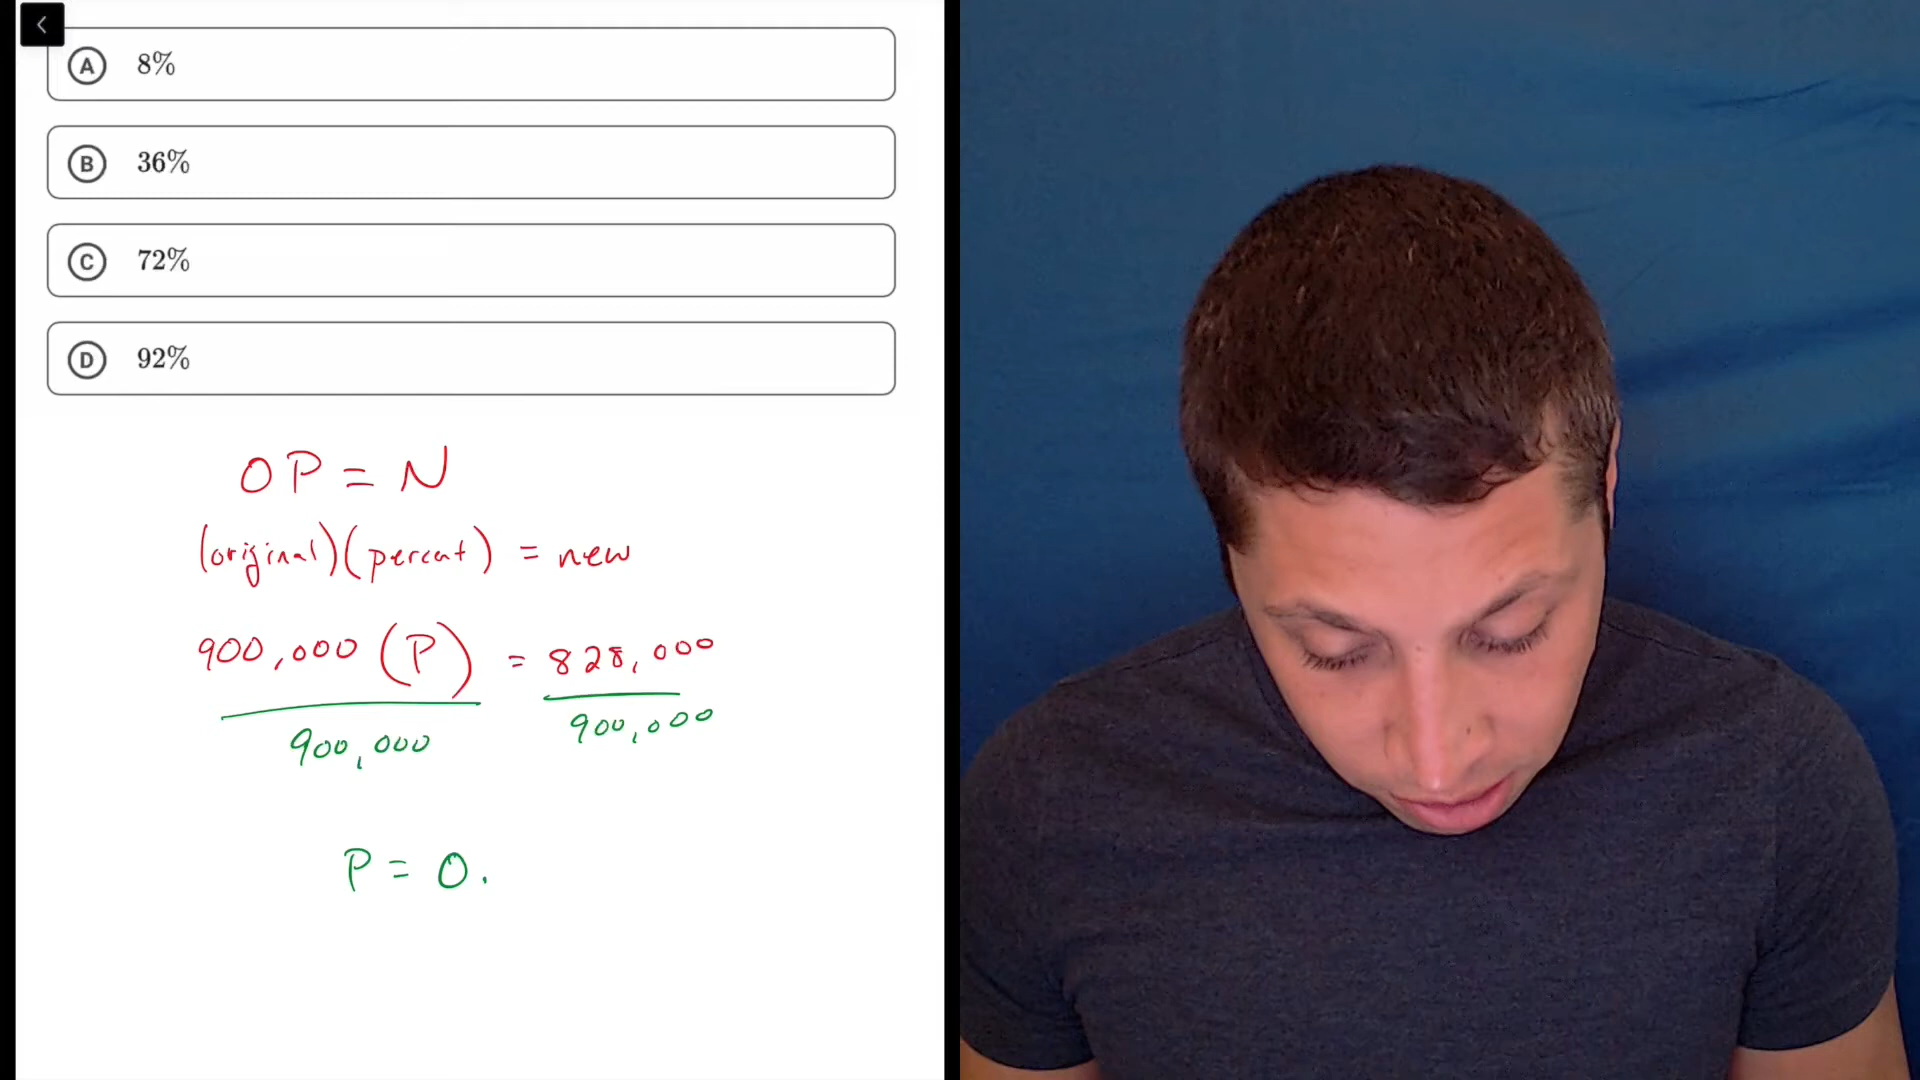 A 8%
B 36%
C 72%
D 92%
OP = N
(original)(percent) = new
900,000 (P) = 828,000
900,000 900,000
P = 0.